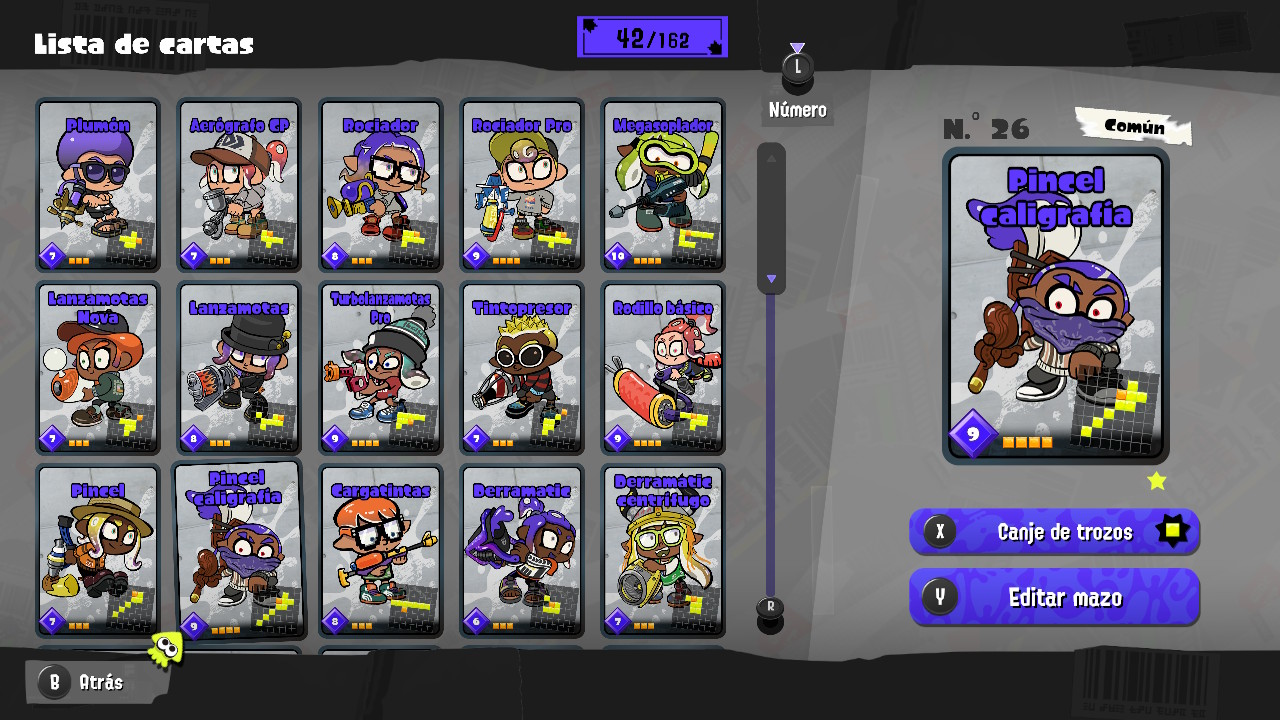 Lista de cartas
42/162
L
Número
N.º 26
Común
Plumón
Aerógrafo GP
Rociador
Rociador Pro
Megasoplador
7
7
8
9
10
Lanzamotas
Nova
Lanzamotas
Turbolanzamotas
Pro
Tintopresor
Rodillo básico
7
8
9
7
9
Pincel
Pincel
caligrafía
Cargatintas
Derramatic
Derramatic
centrífugo
7
9
8
6
7
Pincel
caligrafía
9
X Canje de trozos
Y Editar mazo
R
B Atrás